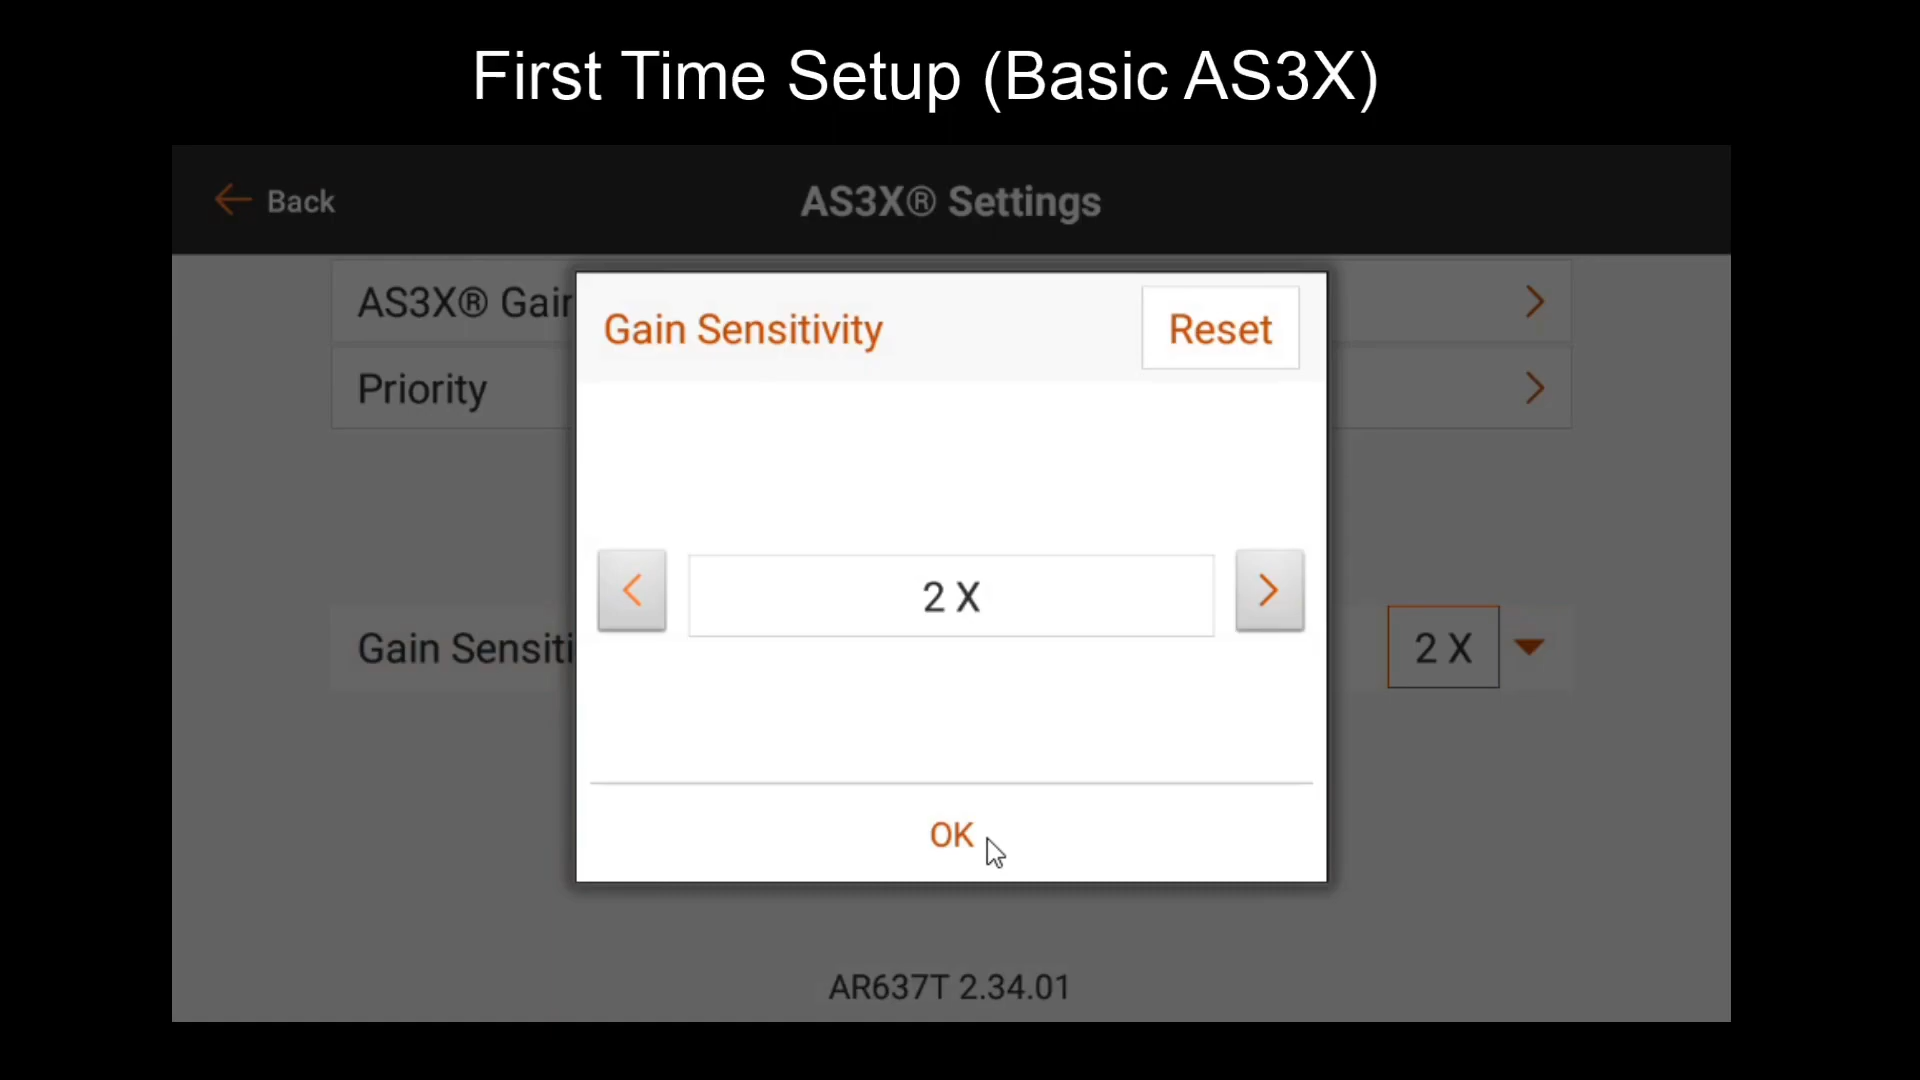 First Time Setup (Basic AS3X)
Back
AS3X® Settings
AS3X® Gain
Priority
Gain Sensitivity
Reset
2 X
Gain Sensiti
2 X
OK
AR637T 2.34.01